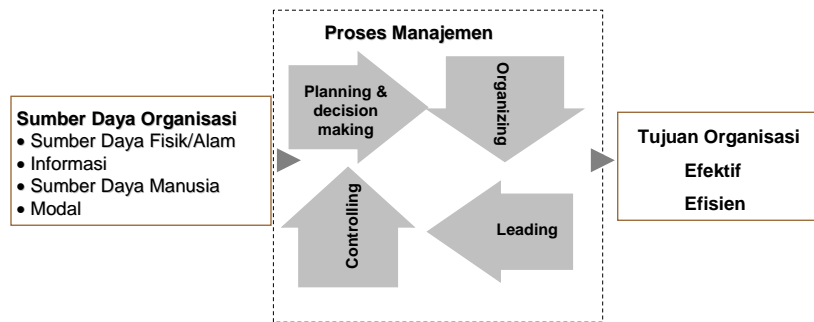 Proses Manajemen
Sumber Daya Organisasi
• Sumber Daya Fisik/Alam
• Informasi
• Sumber Daya Manusia
• Modal
Planning &
decision
making
Organizing
Leading
Controlling
Tujuan Organisasi
Efektif
Efisien